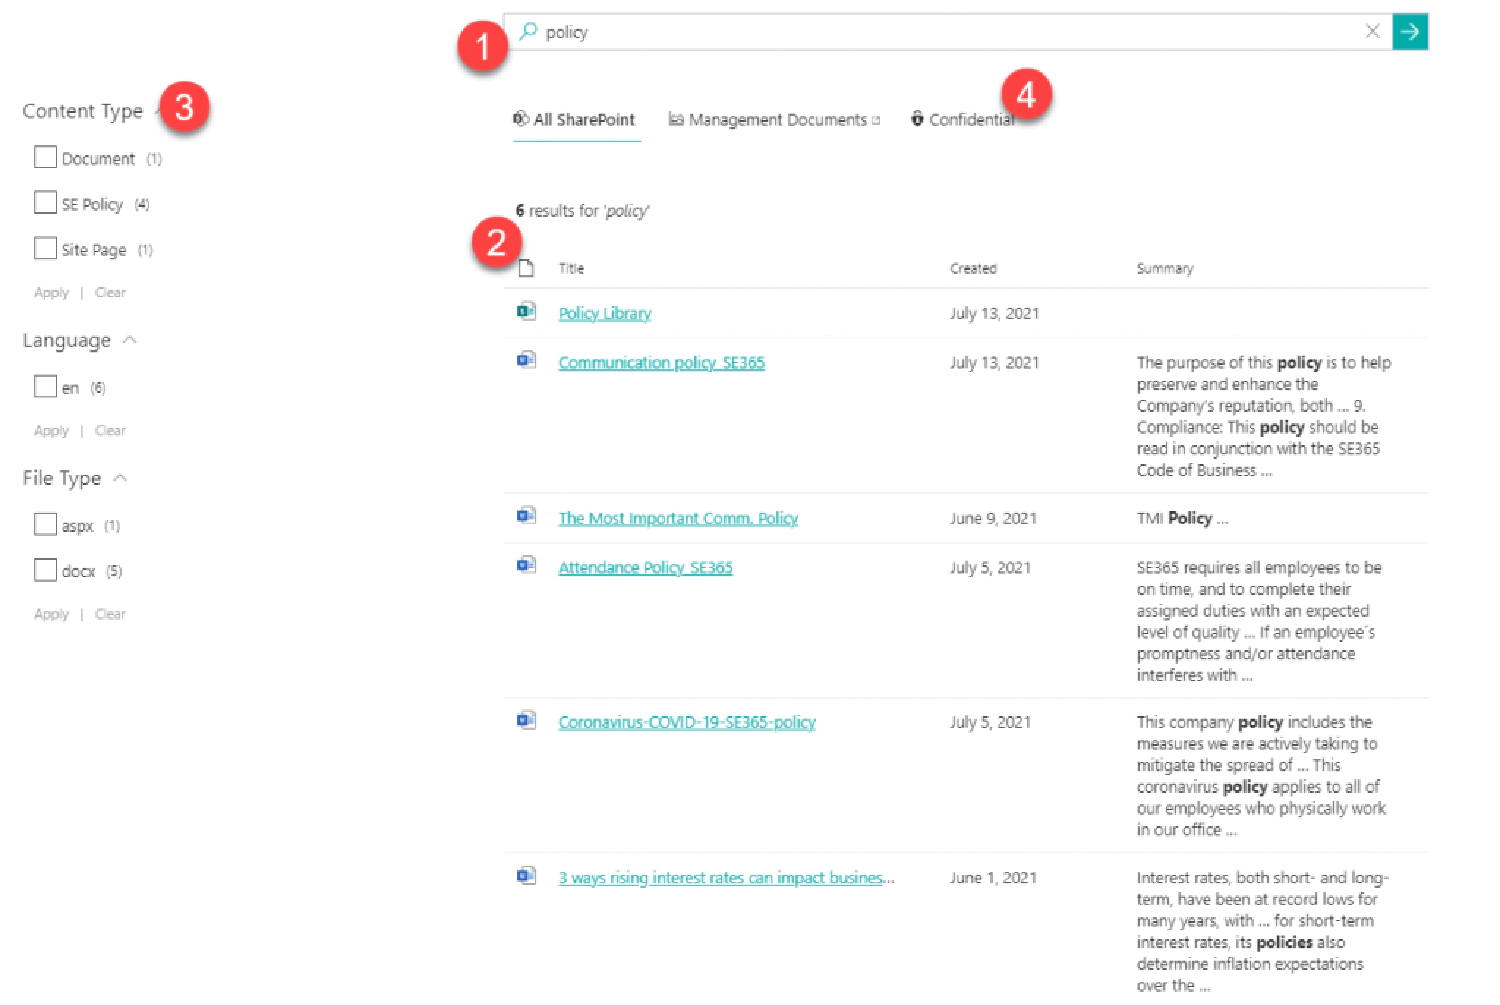 1
policy
3
Content Type
Document (1)
SE Policy (4)
Site Page (1)
Apply | Clear
Language
en (6)
Apply | Clear
File Type
aspx (1)
docx (5)
Apply | Clear
4
All SharePoint Management Documents Confidential
6 results for 'policy'
2
Title Created Summary
Policy Library July 13, 2021
Communication policy_SE365 July 13, 2021 The purpose of this policy is to help
preserve and enhance the
Company's reputation, both ... 9.
Compliance: This policy should be
read in conjunction with the SE365
Code of Business ...
The Most Important Comm. Policy June 9, 2021 TMI Policy ...
Attendance Policy_SE365 July 5, 2021 SE365 requires all employees to be
on time, and to complete their
assigned duties with an expected
level of quality ... If an employee's
promptness and/or attendance
interferes with ...
Coronavirus-COVID-19-SE365-policy July 5, 2021 This company policy includes the
measures we are actively taking to
mitigate the spread of ... This
coronavirus policy applies to all of
our employees who physically work
in our office ...
3 ways rising interest rates can impact busines... June 1, 2021 Interest rates, both short- and long-
term, have been at record lows for
many years, with ... for short-term
interest rates, its policies also
determine inflation expectations
over the ...